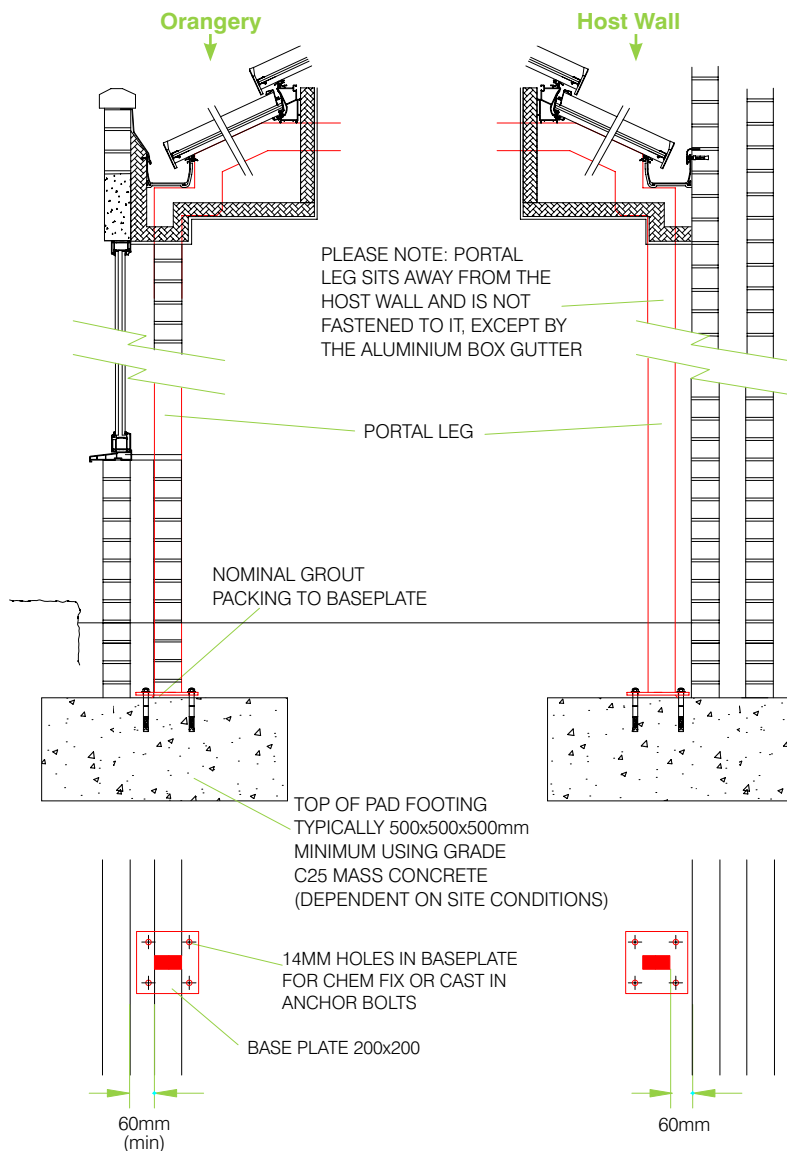 Orangery
Host Wall
PLEASE NOTE: PORTAL
LEG SITS AWAY FROM THE
HOST WALL AND IS NOT
FASTENED TO IT, EXCEPT BY
THE ALUMINIUM BOX GUTTER
PORTAL LEG
NOMINAL GROUT
PACKING TO BASEPLATE
TOP OF PAD FOOTING
TYPICALLY 500x500x500mm
MINIMUM USING GRADE
C25 MASS CONCRETE
(DEPENDENT ON SITE CONDITIONS)
14MM HOLES IN BASEPLATE
FOR CHEM FIX OR CAST IN
ANCHOR BOLTS
BASE PLATE 200x200
60mm
(min)
60mm